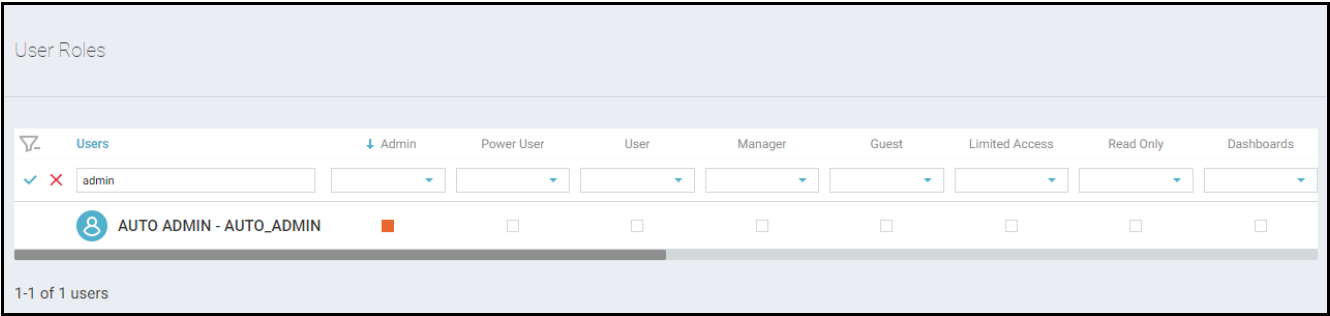 User Roles
Users Admin Power User User Manager Guest Limited Access Read Only Dashboards
admin
AUTO ADMIN - AUTO_ADMIN
1-1 of 1 users